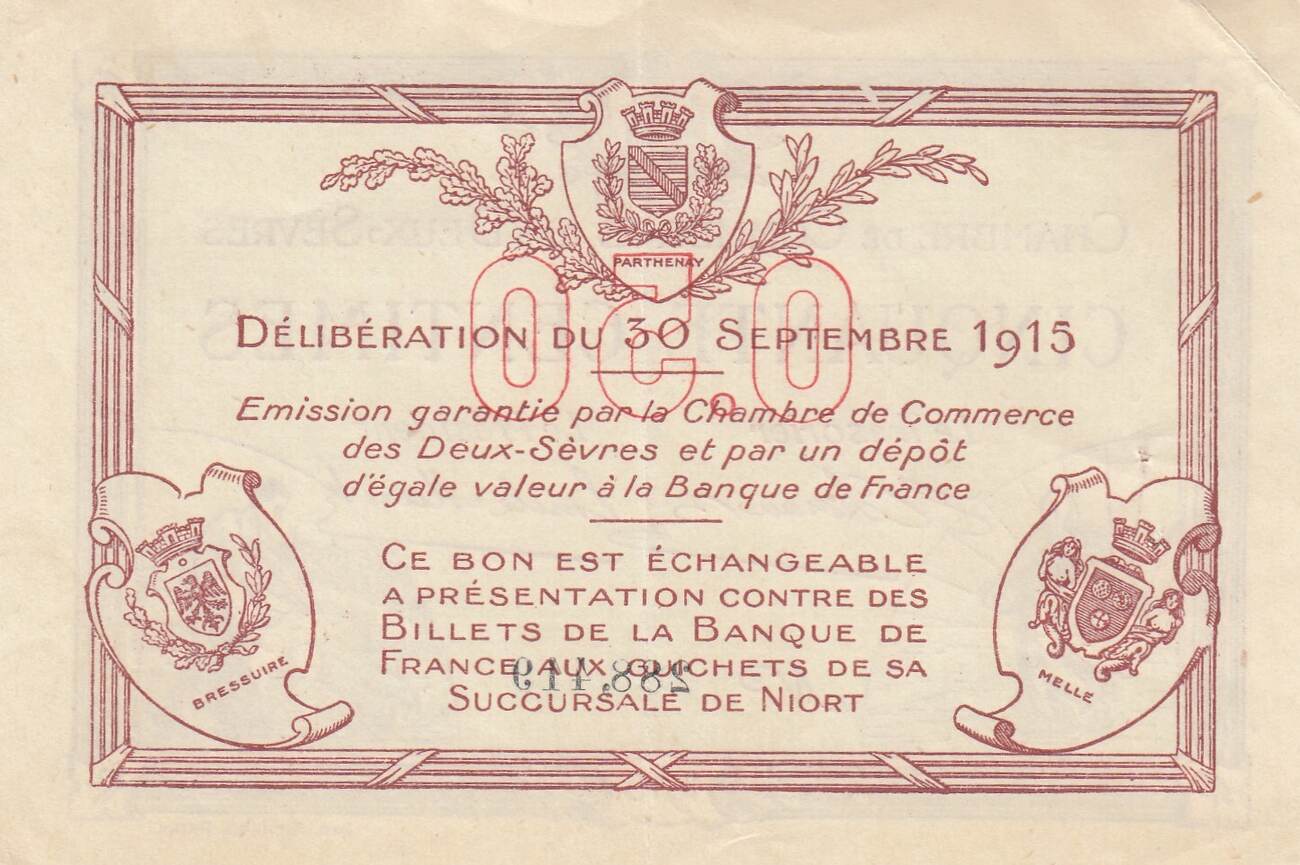 PARTHENAY
0.50
DÉLIBÉRATION DU 30 SEPTEMBRE 1915
Emission garantie par la Chambre de Commerce
des Deux-Sèvres et par un dépôt
d'égale valeur à la Banque de France
CE BON EST ÉCHANGEABLE
A PRÉSENTATION CONTRE DES
BILLETS DE LA BANQUE DE
FRANCE AUX GUICHETS DE SA
SUCCURSALE DE NIORT
BRESSUIRE
MELLE